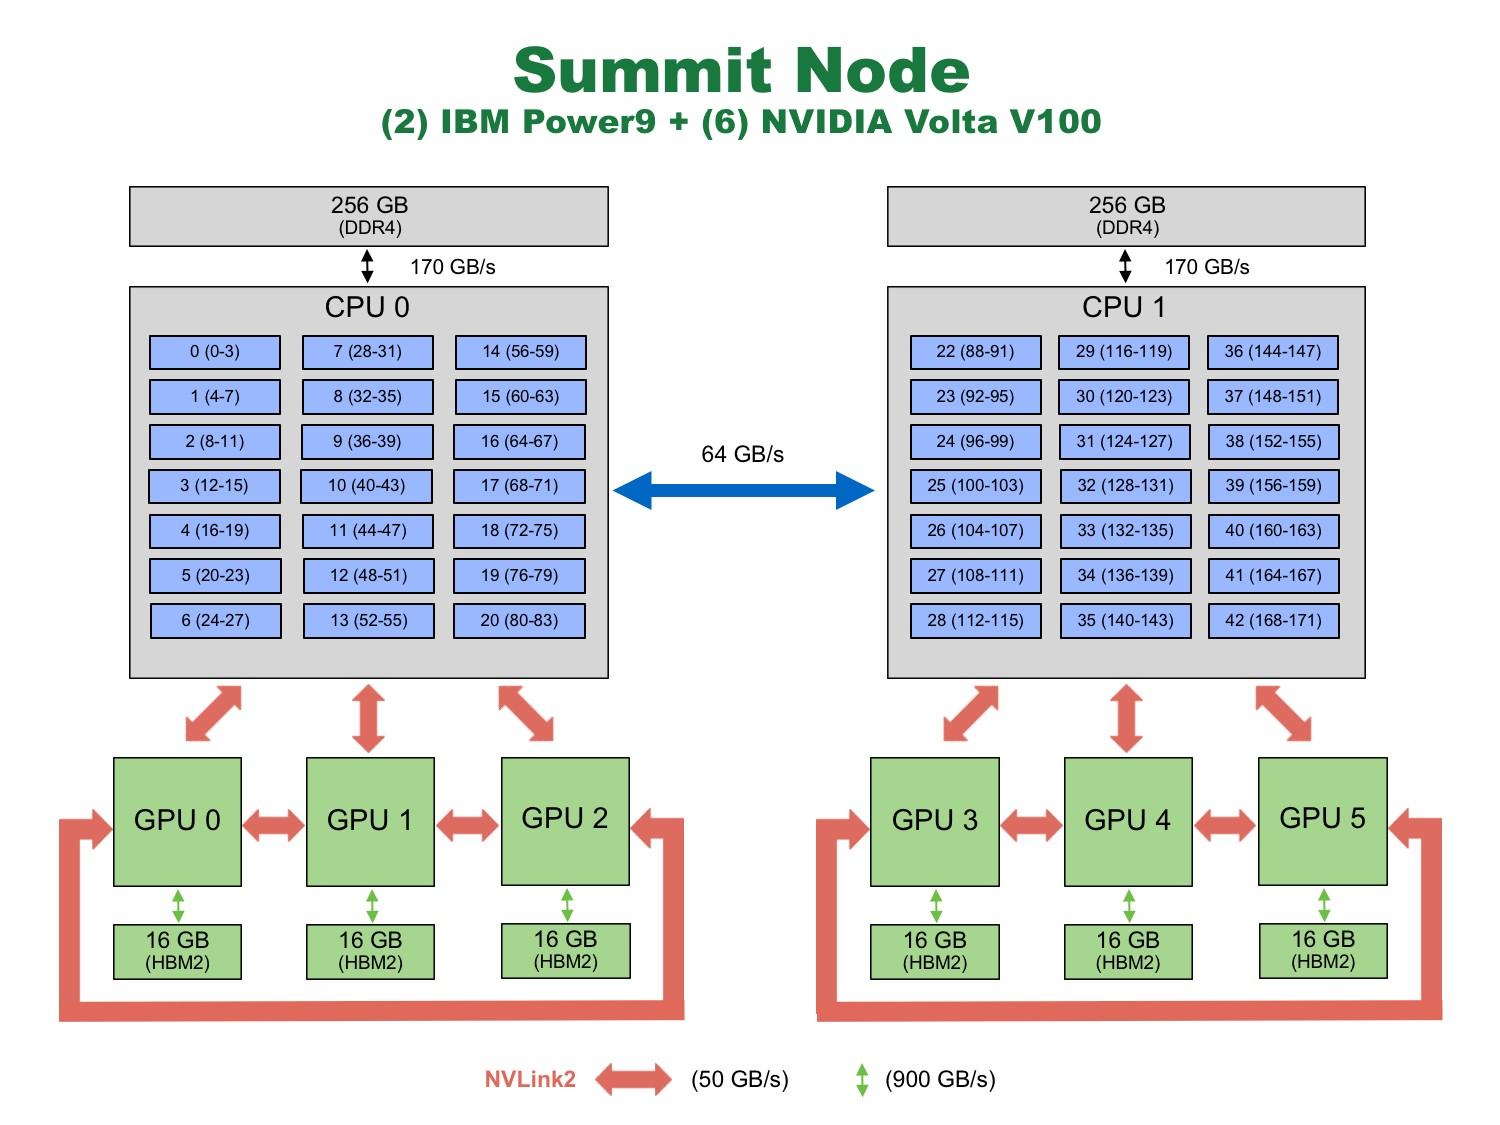 Summit Node
(2) IBM Power9 + (6) NVIDIA Volta V100
256 GB
(DDR4)
170 GB/s
CPU 0
0 (0-3)
7 (28-31)
14 (56-59)
1 (4-7)
8 (32-35)
15 (60-63)
2 (8-11)
9 (36-39)
16 (64-67)
3 (12-15)
10 (40-43)
17 (68-71)
4 (16-19)
11 (44-47)
18 (72-75)
5 (20-23)
12 (48-51)
19 (76-79)
6 (24-27)
13 (52-55)
20 (80-83)
64 GB/s
256 GB
(DDR4)
170 GB/s
CPU 1
22 (88-91)
29 (116-119)
36 (144-147)
23 (92-95)
30 (120-123)
37 (148-151)
24 (96-99)
31 (124-127)
38 (152-155)
25 (100-103)
32 (128-131)
39 (156-159)
26 (104-107)
33 (132-135)
40 (160-163)
27 (108-111)
34 (136-139)
41 (164-167)
28 (112-115)
35 (140-143)
42 (168-171)
GPU 0
GPU 1
GPU 2
16 GB
(HBM2)
16 GB
(HBM2)
16 GB
(HBM2)
GPU 3
GPU 4
GPU 5
16 GB
(HBM2)
16 GB
(HBM2)
16 GB
(HBM2)
NVLink2
(50 GB/s)
(900 GB/s)